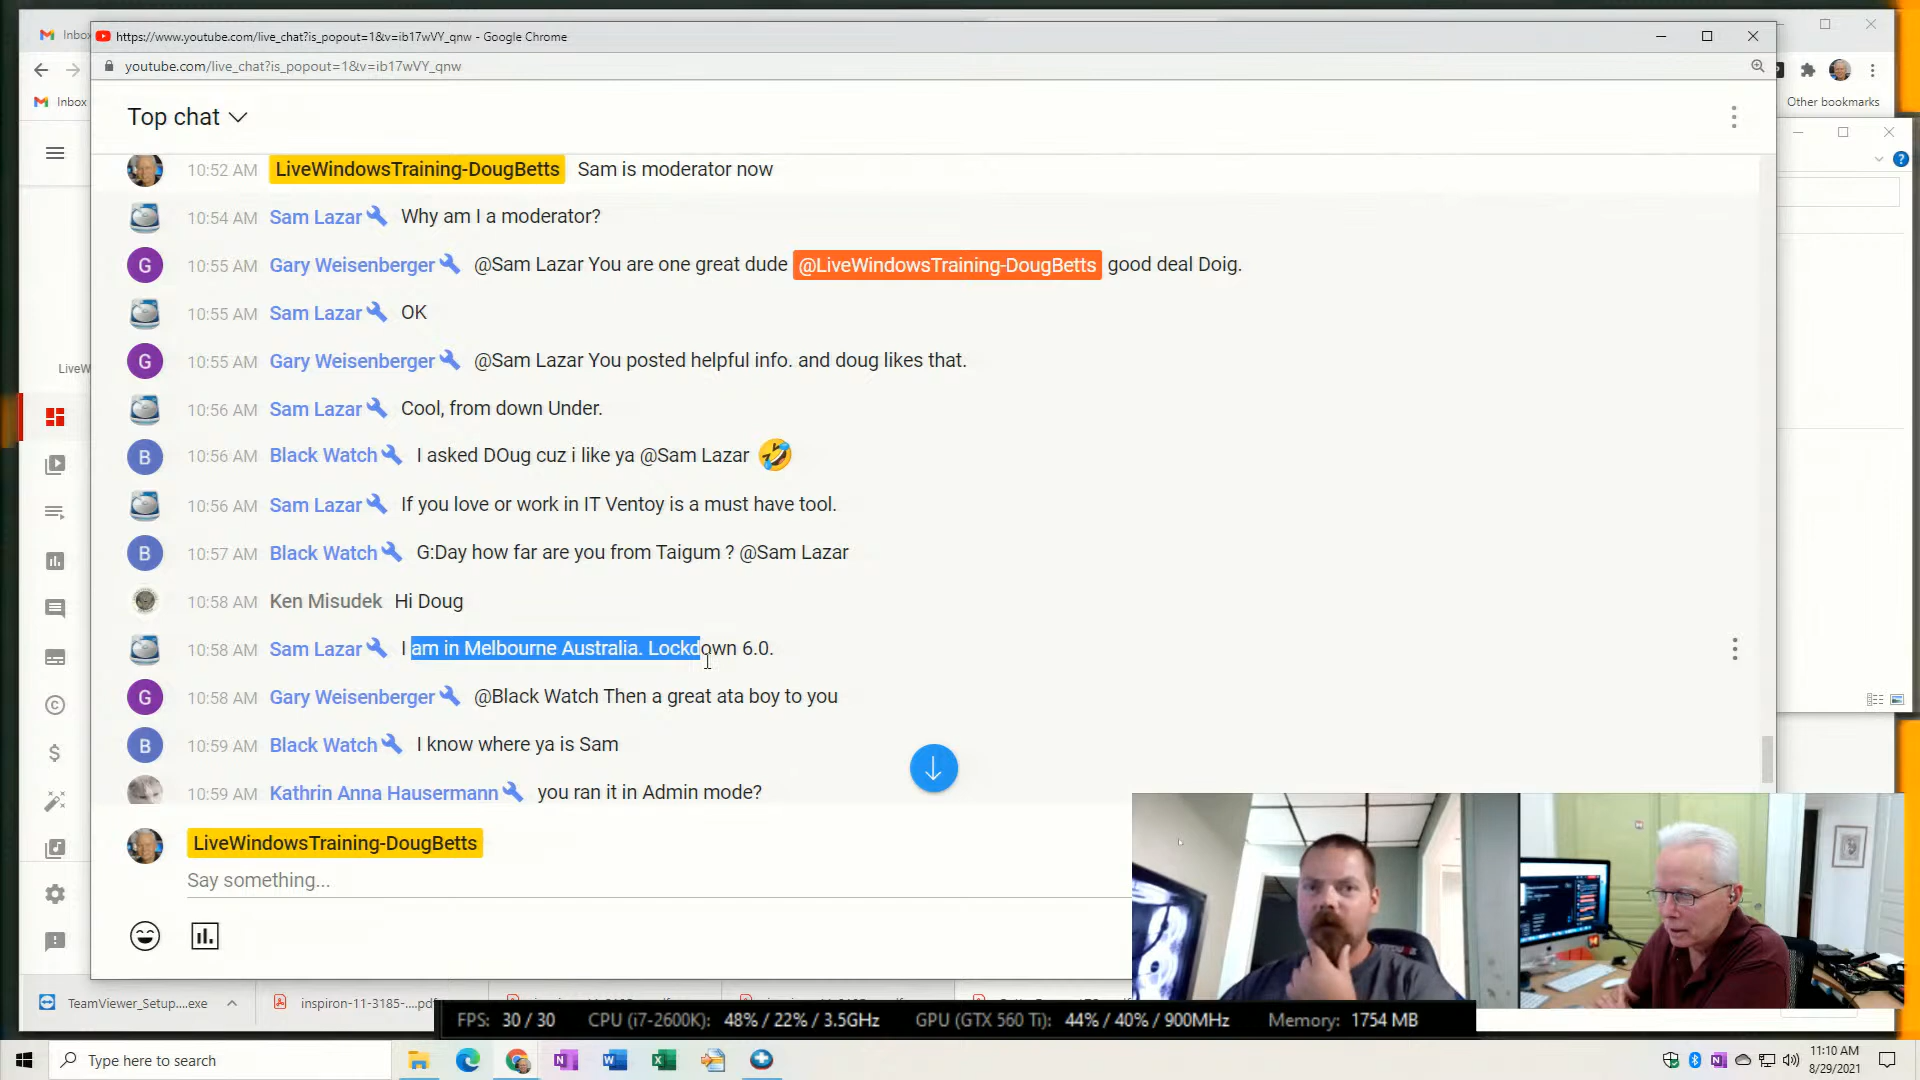 Inbo
https://www.youtube.com/live_chat?is_popout=1&v=ib17wVY_qnw - Google Chrome
youtube.com/live_chat?is_popout=1&v=ib17wVY_qnw
Inbox
Other bookmarks
Top chat
10:52 AM LiveWindowsTraining-DougBetts Sam is moderator now
10:54 AM Sam Lazar Why am I a moderator?
G 10:55 AM Gary Weisenberger @Sam Lazar You are one great dude @LiveWindowsTraining-DougBetts good deal Doig.
10:55 AM Sam Lazar OK
G 10:55 AM Gary Weisenberger @Sam Lazar You posted helpful info. and doug likes that.
LiveW
10:56 AM Sam Lazar Cool, from down Under.
B 10:56 AM Black Watch I asked DOug cuz i like ya @Sam Lazar 🤣
10:56 AM Sam Lazar If you love or work in IT Ventoy is a must have tool.
B 10:57 AM Black Watch G:Day how far are you from Taigum ? @Sam Lazar
10:58 AM Ken Misudek Hi Doug
10:58 AM Sam Lazar I am in Melbourne Australia. Lockdown 6.0.
G 10:58 AM Gary Weisenberger @Black Watch Then a great ata boy to you
B 10:59 AM Black Watch I know where ya is Sam
10:59 AM Kathrin Anna Hausermann you ran it in Admin mode?
LiveWindowsTraining-DougBetts
Say something...
TeamViewer_Setup....exe
inspiron-11-3185-....pdf
FPS: 30 / 30 CPU (i7-2600K): 48% / 22% / 3.5GHz GPU (GTX 560 Ti): 44% / 40% / 900MHz Memory: 1754 MB
Type here to search
11:10 AM
8/29/2021